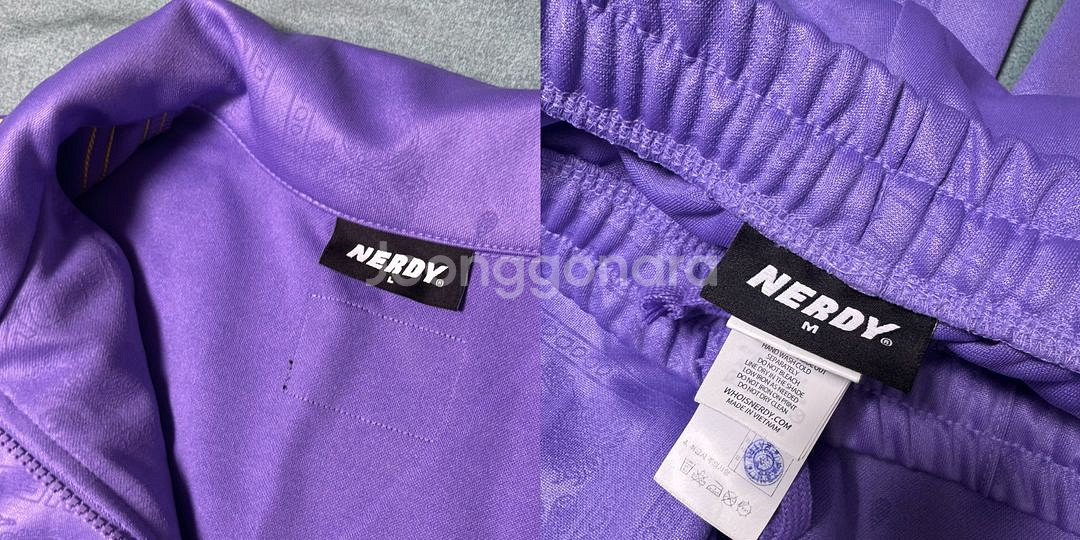 NERDY®
L
Joonggonara
NERDY®
M
HAND WASH COLD
SEPARATELY
DO NOT BLEACH
LINE DRY IN THE SHADE
LOW IRON AS NEEDED
DO NOT IRON ON PRINT
DO NOT DRY CLEAN
WHOISNERDY.COM
MADE IN VIETNAM